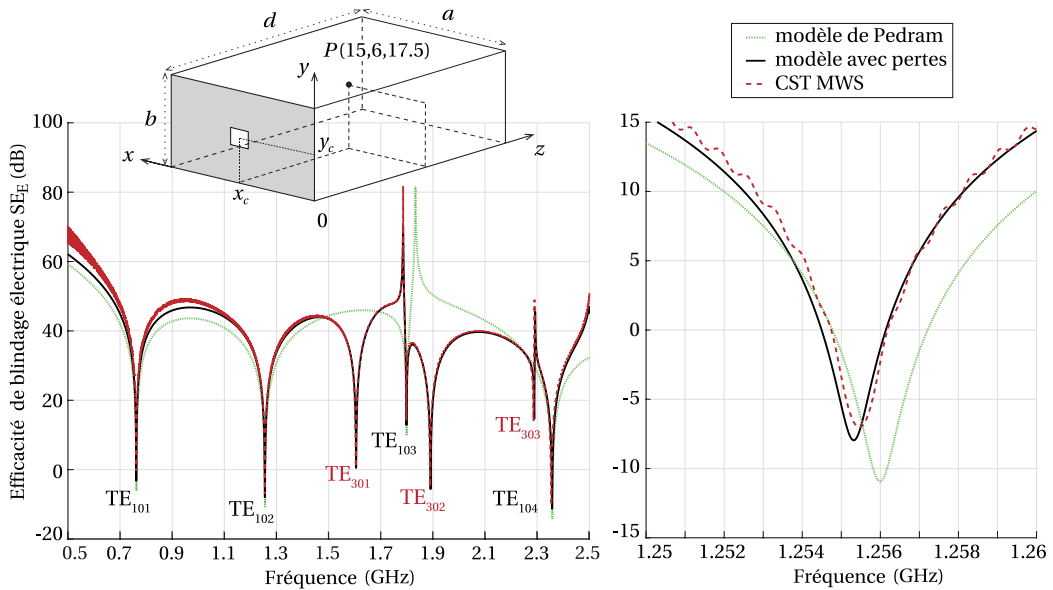 d
a
P(15,6,17.5)
y
b
x
y_c
z
x_c
0
modèle de Pedram
modèle avec pertes
CST MWS
Efficacité de blindage électrique SE_E (dB)
100
80
60
40
20
0
-20
TE_101
TE_102
TE_301
TE_103
TE_302
TE_303
TE_104
0.5 0.7 0.9 1.1 1.3 1.5 1.7 1.9 2.1 2.3 2.5
Fréquence (GHz)
15
10
5
0
-5
-10
-15
1.25 1.252 1.254 1.256 1.258 1.26
Fréquence (GHz)